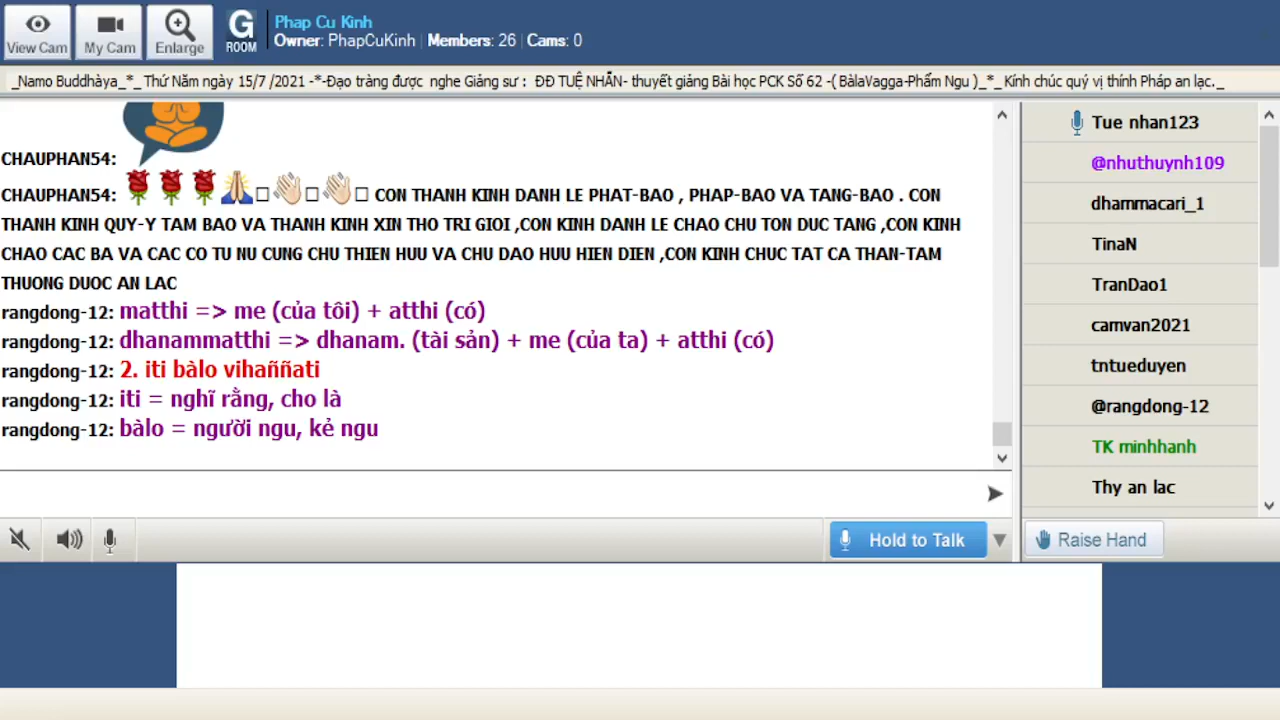 View Cam
My Cam
Enlarge
G
ROOM
Phap Cu Kinh
Owner: PhapCuKinh | Members: 26 | Cams: 0
_Namo Buddhàya_*_ Thứ Năm ngày 15/7 /2021 -*-Đạo tràng được nghe Giảng sư : ĐĐ TUỆ NHẪN- thuyết giảng Bài học PCK Số 62 -( BàlaVagga-Phẩm Ngu )_*_ Kính chúc quý vị thính Pháp an lạc._
CHAUPHAN54:
CHAUPHAN54: CON THANH KINH DANH LE PHAT-BAO , PHAP-BAO VA TANG-BAO . CON
THANH KINH QUY-Y TAM BAO VA THANH KINH XIN THO TRI GIOI ,CON KINH DANH LE CHAO CHU TON DUC TANG ,CON KINH
CHAO CAC BA VA CAC CO TU NU CUNG CHU THIEN HUU VA CHU DAO HUU HIEN DIEN ,CON KINH CHUC TAT CA THAN-TAM
THUONG DUOC AN LAC
rangdong-12: matthi => me (của tôi) + atthi (có)
rangdong-12: dhanammatthi => dhanam. (tài sản) + me (của ta) + atthi (có)
rangdong-12: 2. iti bàlo vihaññati
rangdong-12: iti = nghĩ rằng, cho là
rangdong-12: bàlo = người ngu, kẻ ngu
Tue nhan123
@nhuthuynh109
dhammacari_1
TinaN
TranDao1
camvan2021
tntueduyen
@rangdong-12
TK minhhanh
Thy an lac
Hold to Talk
Raise Hand